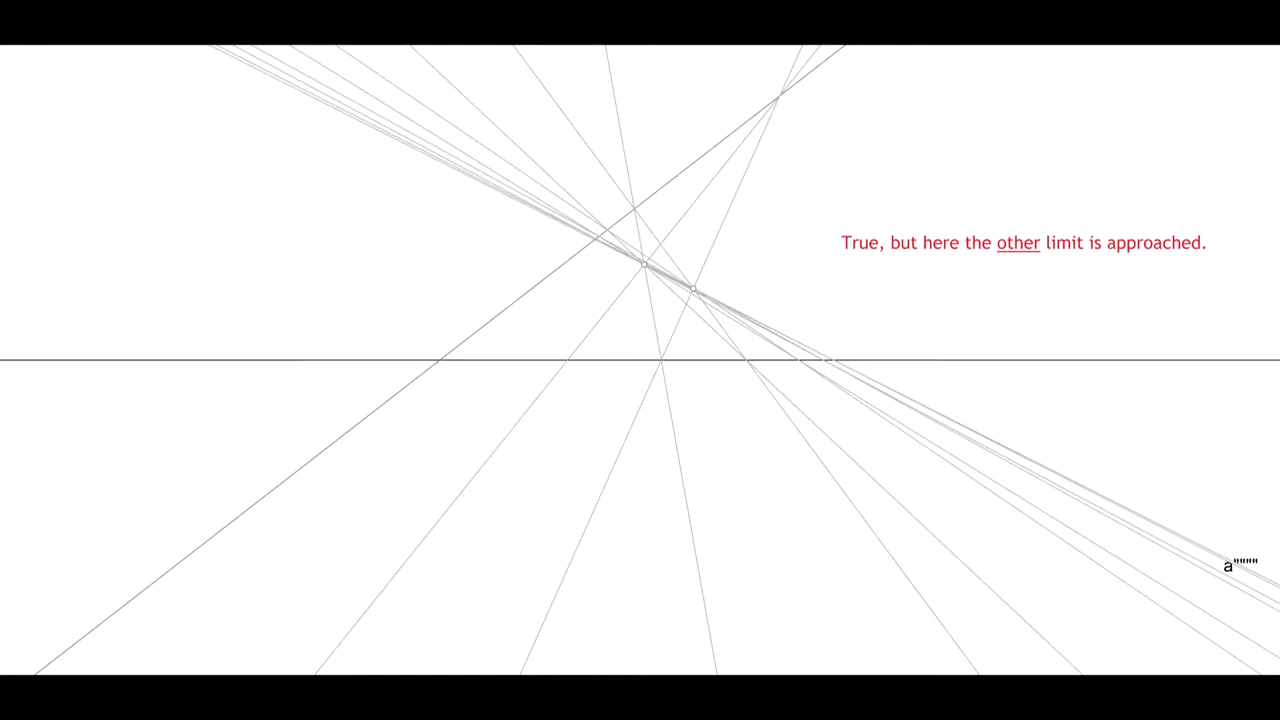 True, but here the other limit is approached.
a""""